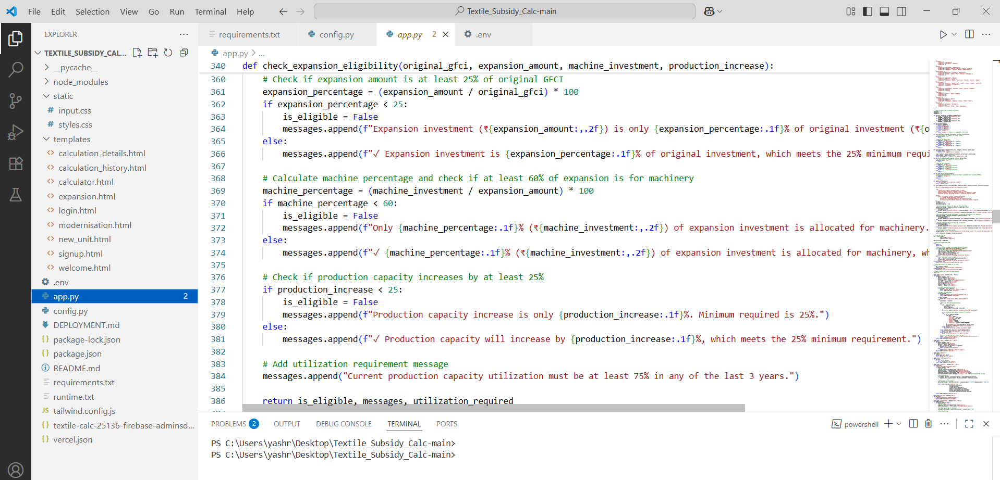 File Edit Selection View Go Run Terminal Help
Textile_Subsidy_Calc-main
EXPLORER
TEXTILE_SUBSIDY_CAL...
__pycache__
node_modules
static
input.css
styles.css
templates
calculation_details.html
calculation_history.html
calculator.html
expansion.html
login.html
modernisation.html
new_unit.html
signup.html
welcome.html
.env
app.py 2
config.py
DEPLOYMENT.md
package-lock.json
package.json
README.md
requirements.txt
runtime.txt
tailwind.config.js
textile-calc-25136-firebase-adminsd...
vercel.json
requirements.txt config.py app.py 2 .env
app.py > ...
340 def check_expansion_eligibility(original_gfci, expansion_amount, machine_investment, production_increase):
360 # Check if expansion amount is at least 25% of original GFCI
361 expansion_percentage = (expansion_amount / original_gfci) * 100
362 if expansion_percentage < 25:
363 is_eligible = False
364 messages.append(f"Expansion investment (₹{expansion_amount:,.2f}) is only {expansion_percentage:.1f}% of original investment (₹{o
365 else:
366 messages.append(f"✓ Expansion investment is {expansion_percentage:.1f}% of original investment, which meets the 25% minimum requi
367
368 # Calculate machine percentage and check if at least 60% of expansion is for machinery
369 machine_percentage = (machine_investment / expansion_amount) * 100
370 if machine_percentage < 60:
371 is_eligible = False
372 messages.append(f"Only {machine_percentage:.1f}% (₹{machine_investment:,.2f}) of expansion investment is allocated for machinery.
373 else:
374 messages.append(f"✓ {machine_percentage:.1f}% (₹{machine_investment:,.2f}) of expansion investment is allocated for machinery, wh
375
376 # Check if production capacity increases by at least 25%
377 if production_increase < 25:
378 is_eligible = False
379 messages.append(f"Production capacity increase is only {production_increase:.1f}%. Minimum required is 25%.")
380 else:
381 messages.append(f"✓ Production capacity will increase by {production_increase:.1f}%, which meets the 25% minimum requirement.")
382
383 # Add utilization requirement message
384 messages.append("Current production capacity utilization must be at least 75% in any of the last 3 years.")
385
386 return is_eligible, messages, utilization_required
PROBLEMS 2 OUTPUT DEBUG CONSOLE TERMINAL PORTS
powershell
PS C:\Users\yashr\Desktop\Textile_Subsidy_Calc-main>
PS C:\Users\yashr\Desktop\Textile_Subsidy_Calc-main>